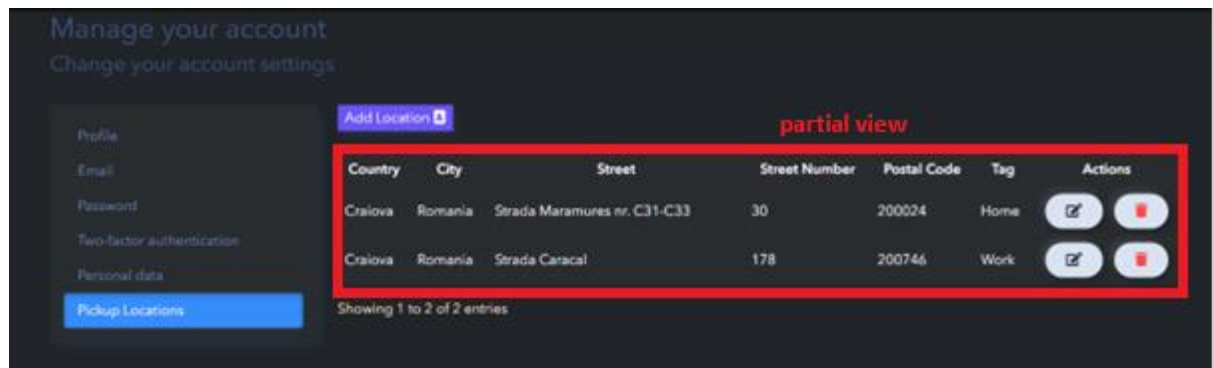 Manage your account
Change your account settings
Add Location
partial view
Profile
Email
Password
Two-factor authentication
Personal data
Pickup Locations
Country City Street Street Number Postal Code Tag Actions
Craiova Romania Strada Maramures nr. C31-C33 30 200024 Home
Craiova Romania Strada Caracal 178 200746 Work
Showing 1 to 2 of 2 entries